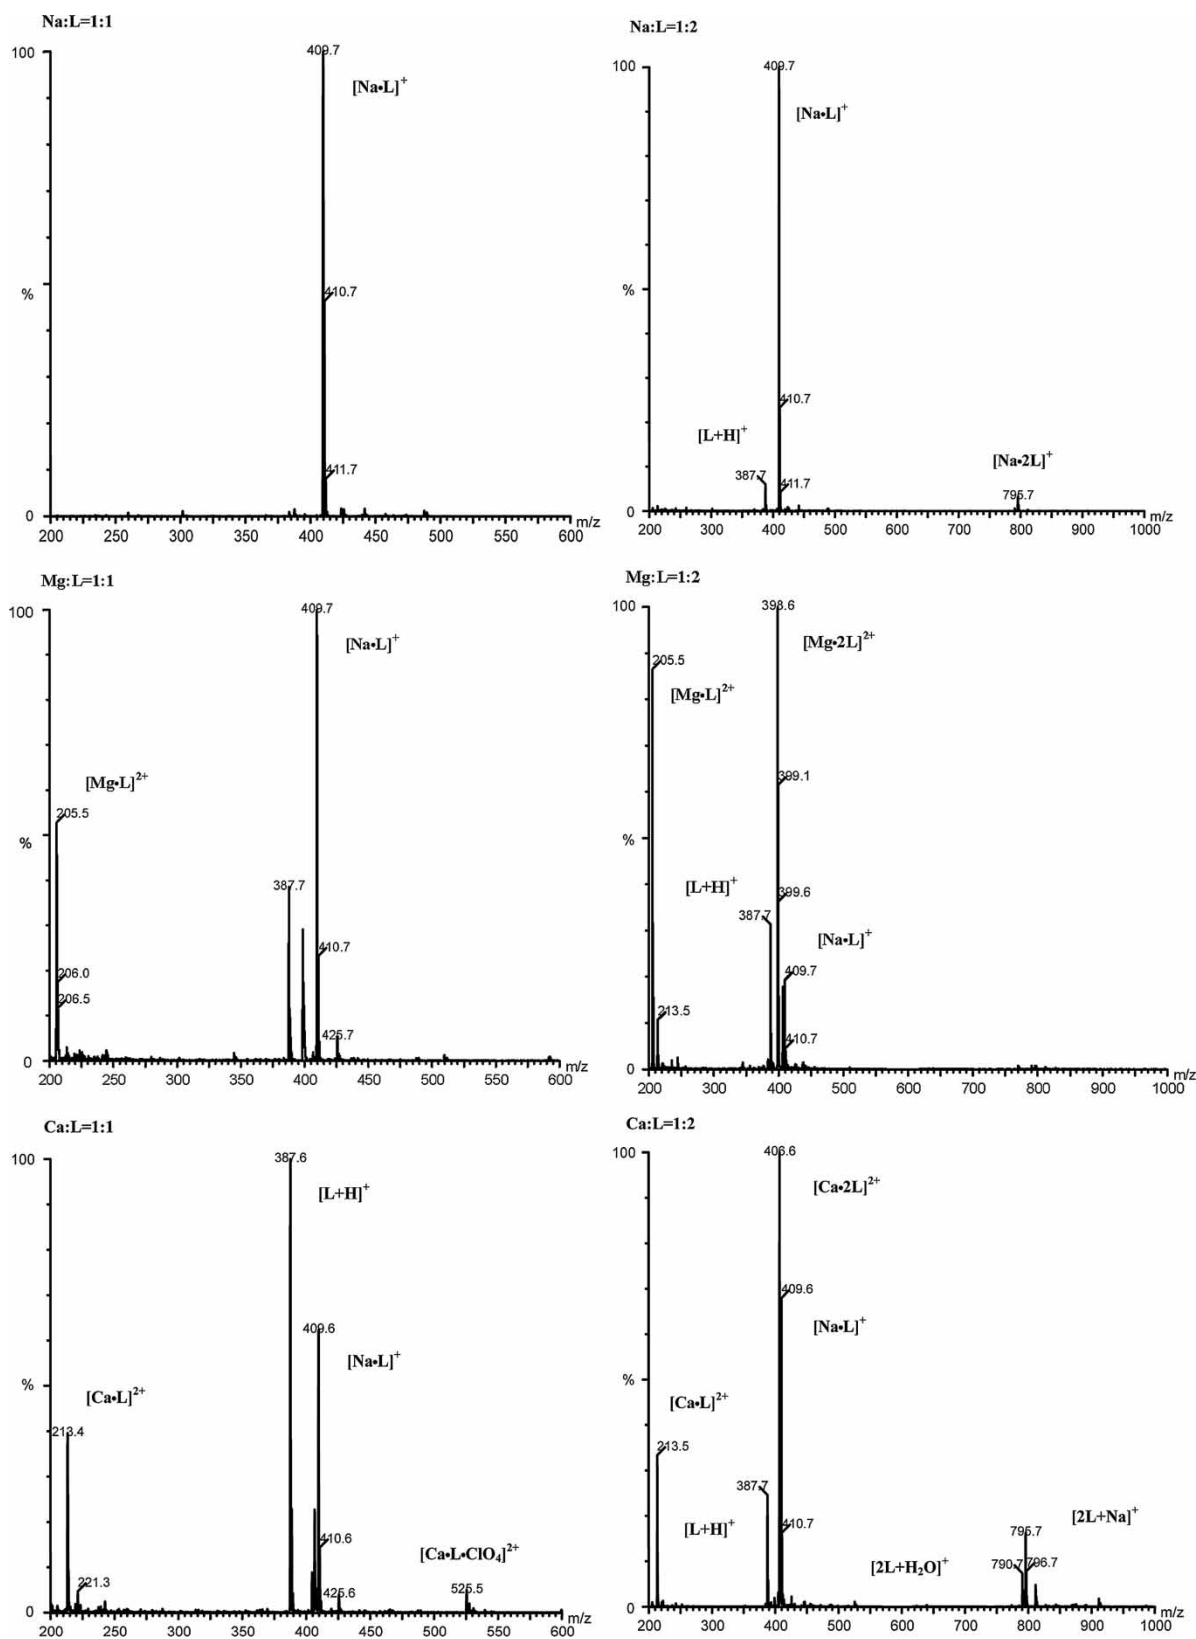 Na:L=1:1
100
409.7
[Na•L]⁺
410.7
%
411.7
0
200 250 300 350 400 450 500 550 600 m/z
Na:L=1:2
100
409.7
[Na•L]⁺
%
410.7
[L+H]⁺
387.7
411.7
[Na•2L]⁺
795.7
0
200 300 400 500 600 700 800 900 1000 m/z
Mg:L=1:1
100
409.7
[Na•L]⁺
[Mg•L]²⁺
205.5
%
387.7
410.7
206.0
206.5
425.7
0
200 250 300 350 400 450 500 550 600 m/z
Mg:L=1:2
100
398.6
[Mg•2L]²⁺
205.5
[Mg•L]²⁺
399.1
%
[L+H]⁺
399.6
387.7
[Na•L]⁺
409.7
213.5
410.7
0
200 300 400 500 600 700 800 900 1000 m/z
Ca:L=1:1
100
387.6
[L+H]⁺
409.6
[Na•L]⁺
%
[Ca•L]²⁺
213.4
410.6
[Ca•L•ClO₄]²⁺
221.3
425.6
525.5
0
200 250 300 350 400 450 500 550 600 m/z
Ca:L=1:2
100
406.6
[Ca•2L]²⁺
409.6
[Na•L]⁺
%
[Ca•L]²⁺
213.5
387.7
410.7
[L+H]⁺
[2L+Na]⁺
795.7
[2L+H₂O]⁺
790.7
796.7
0
200 300 400 500 600 700 800 900 1000 m/z